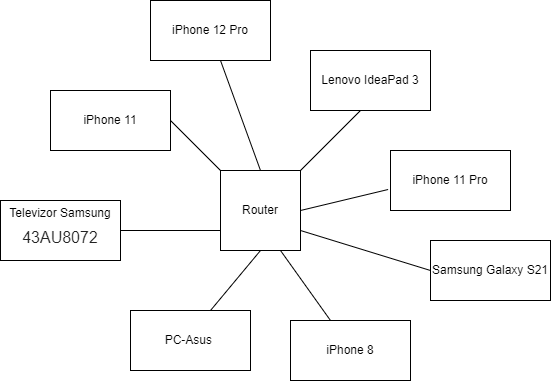 iPhone 12 Pro
Lenovo IdeaPad 3
iPhone 11
iPhone 11 Pro
Router
Televizor Samsung
43AU8072
Samsung Galaxy S21
PC-Asus
iPhone 8